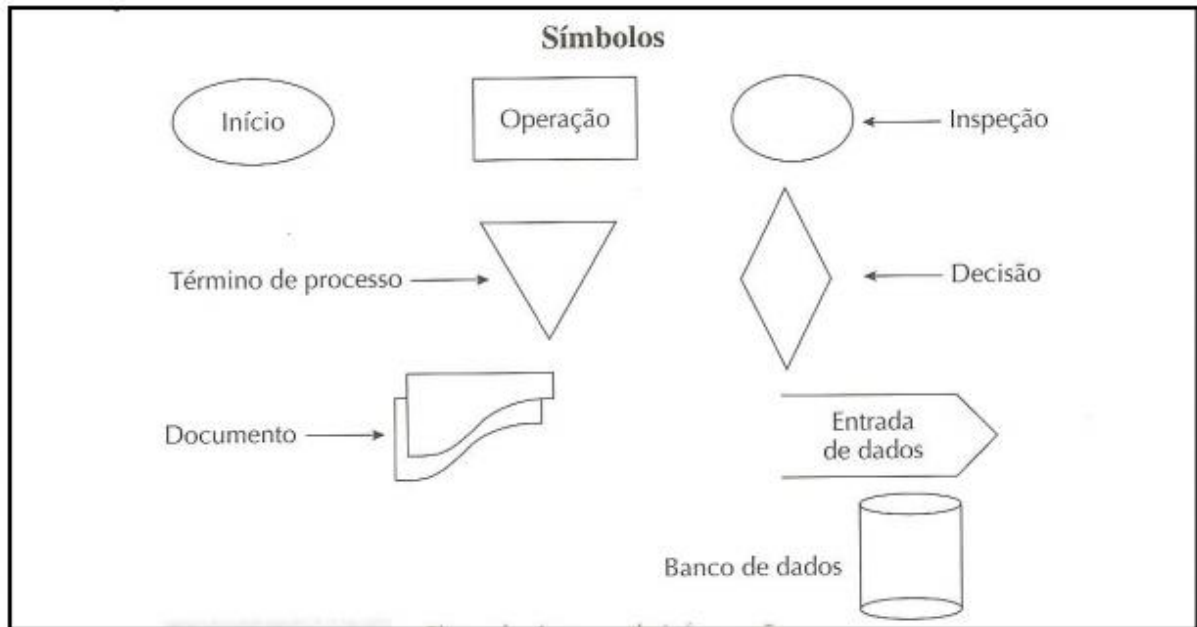 Símbolos
Início
Operação
Inspeção
Término de processo
Decisão
Documento
Entrada
de dados
Banco de dados